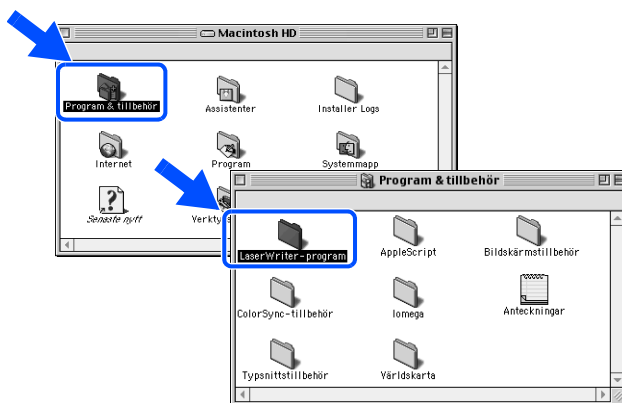 Macintosh HD
Program & tillbehör
Assistenter
Installer Logs
Internet
Program
Systemmapp
Senaste nytt
Program & tillbehör
LaserWriter-program
AppleScript
Bildskärmstillbehör
ColorSync-tillbehör
Iomega
Anteckningar
Typsnittstillbehör
Världskarta